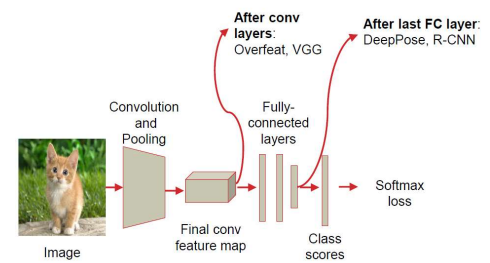 After conv
layers:
Overfeat, VGG
After last FC layer:
DeepPose, R-CNN
Convolution
and
Pooling
Fully-
connected
layers
Softmax
loss
Final conv
feature map
Class
scores
Image